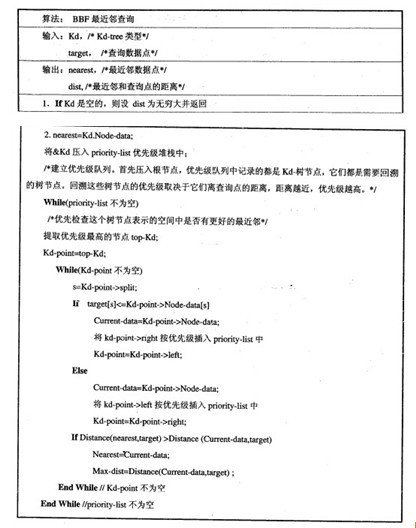 算法： BBF 最近邻查询
输入：Kd，/* Kd-tree 类型*/
target， /*查询数据点*/
输出：nearest，/*最近邻数据点*/
dist, /*最近邻和查询点的距离*/
1．If Kd 是空的，则设 dist 为无穷大并返回
2. nearest=Kd.Node-data;
将&Kd 压入 priority-list 优先级堆栈中；
/*建立优先级队列。首先压入根节点，优先级队列中记录的都是 Kd-树节点，它们都是需要回溯
的树节点。回溯这些树节点的优先级取决于它们离查询点的距离，距离越近，优先级越高。*/
While(priority-list 不为空)
/*优先检查这个树节点表示的空间中是否有更好的最近邻*/
提取优先级最高的节点 top-Kd;
Kd-point=top-Kd;
While(Kd-point 不为空)
s=Kd-point->split;
If target[s]<=Kd-point->Node-data[s]
Current-data=Kd-point->Node-data;
将 kd-point->right 按优先级插入 priority-list 中
Kd-point=Kd-point->left;
Else
Current-data=Kd-point->Node-data;
将 kd-point->left 按优先级插入 priority-list 中
Kd-point=Kd-point->right;
If Distance(nearest,target) >Distance (Current-data,target)
Nearest=Current-data;
Max-dist=Distance(Current-data,target) ;
End While // Kd-point 不为空
End While //priority-list 不为空